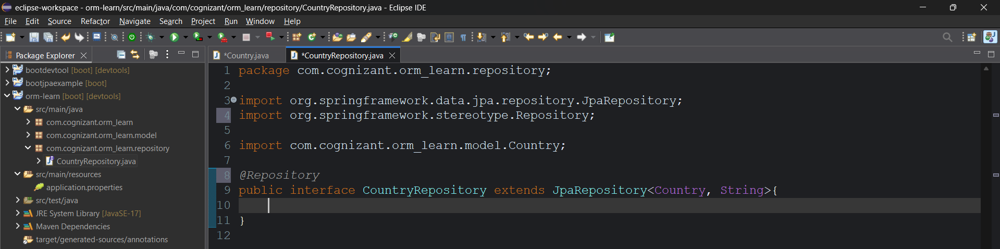 eclipse-workspace - orm-learn/src/main/java/com/cognizant/orm_learn/repository/CountryRepository.java - Eclipse IDE
File Edit Source Refactor Navigate Search Project Run Window Help
Package Explorer
bootdevtool [boot] [devtools]
bootjpaexample [boot]
orm-learn [boot] [devtools]
src/main/java
com.cognizant.orm_learn
com.cognizant.orm_learn.model
com.cognizant.orm_learn.repository
CountryRepository.java
src/main/resources
application.properties
src/test/java
JRE System Library [JavaSE-17]
Maven Dependencies
target/generated-sources/annotations
*Country.java *CountryRepository.java
1 package com.cognizant.orm_learn.repository;
2
3 import org.springframework.data.jpa.repository.JpaRepository;
4 import org.springframework.stereotype.Repository;
5
6 import com.cognizant.orm_learn.model.Country;
7
8 @Repository
9 public interface CountryRepository extends JpaRepository<Country, String>{
10
11 }
12